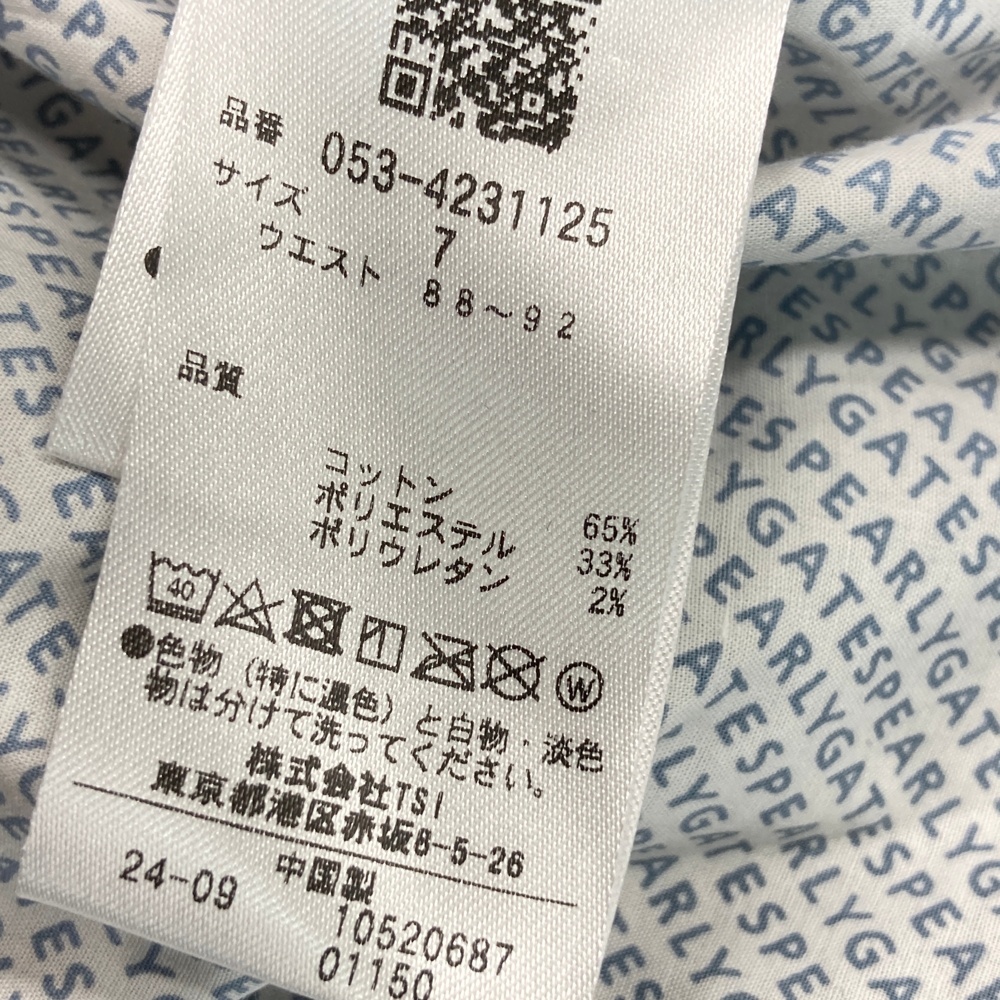 品番 053-4231125
サイズ 7
ウエスト 88～92
品質
コットン 65%
ポリエステル 33%
ポリウレタン 2%
40
W
●色物（特に濃色）と白物・淡色
物は分けて洗ってください。
株式会社TSI
東京都港区赤坂8-5-26
中国製
24-09
10520687
01150
PEARLYGATES